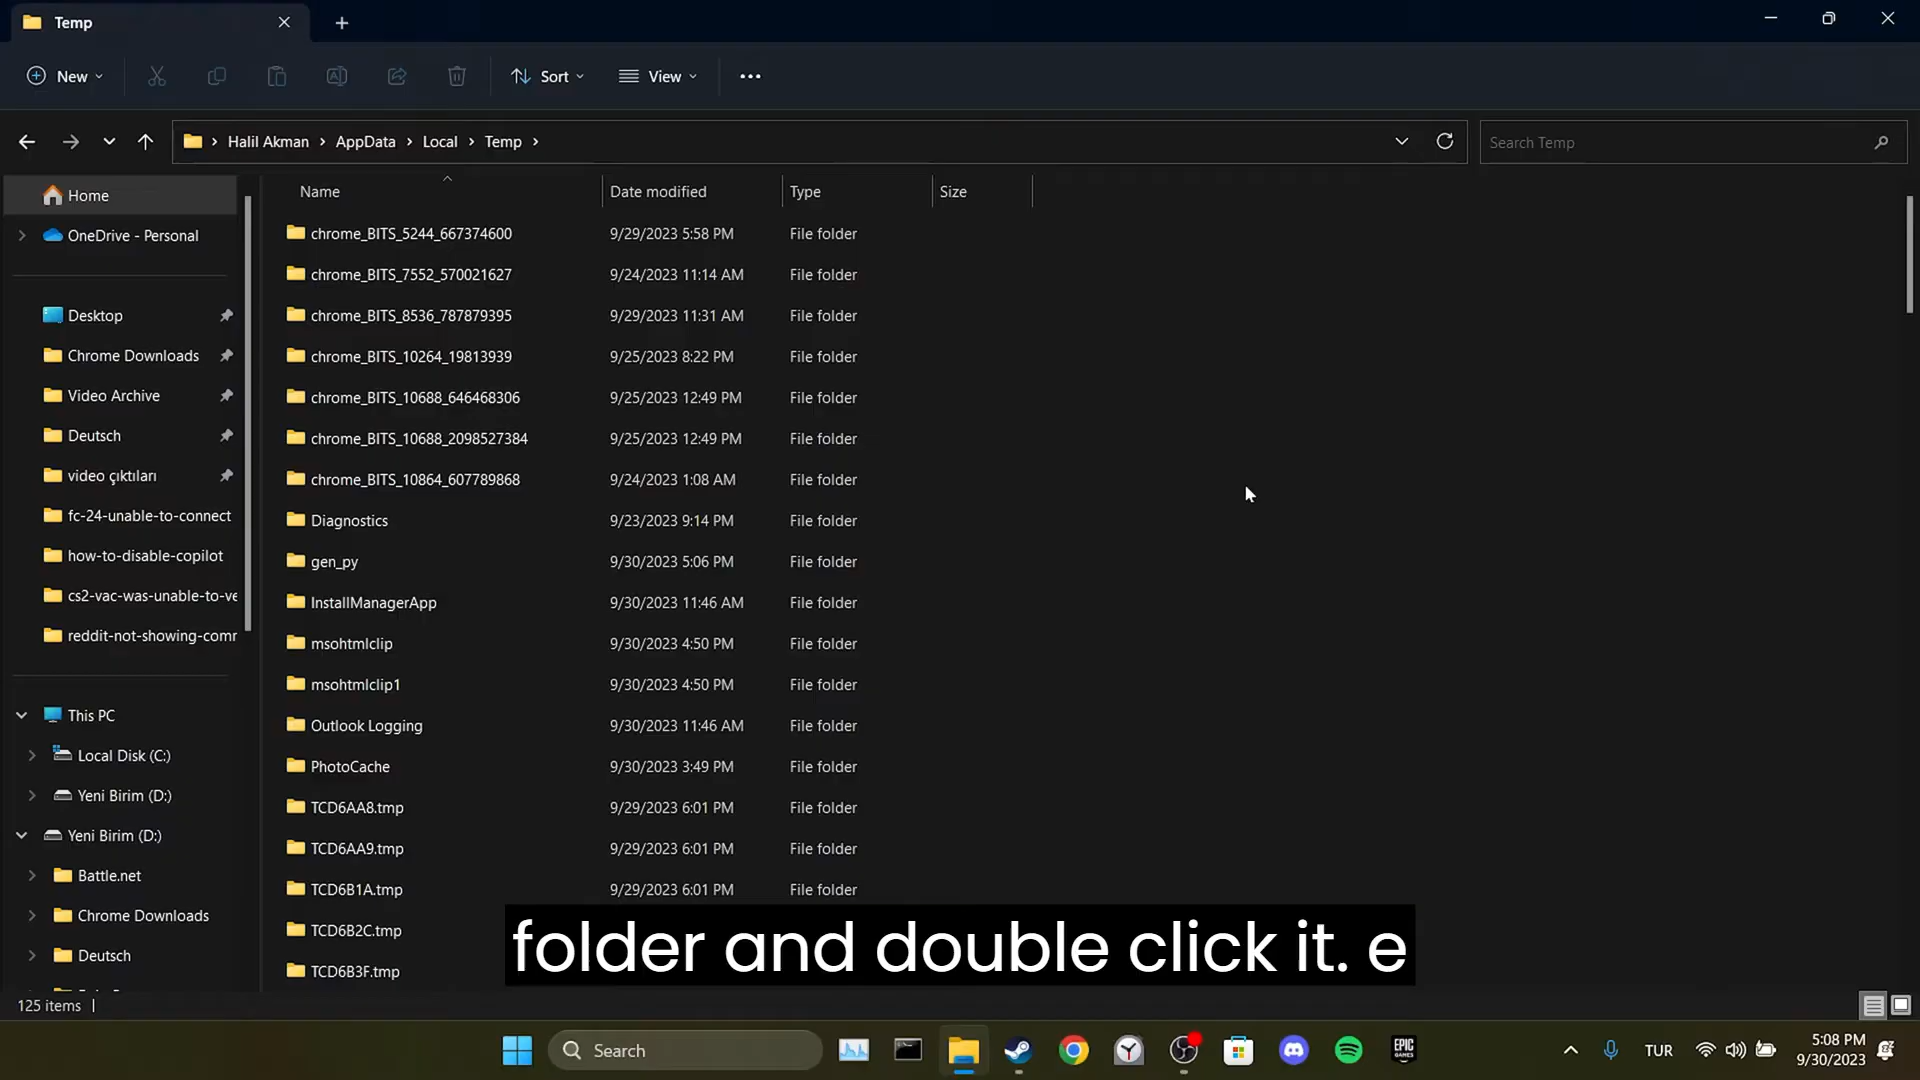 Temp
New
Sort
View
Halil Akman
AppData
Local
Temp
Search Temp
Home
OneDrive - Personal
Desktop
Chrome Downloads
Video Archive
Deutsch
video çıktıları
fc-24-unable-to-connect
how-to-disable-copilot
cs2-vac-was-unable-to-ve
reddit-not-showing-comr
This PC
Local Disk (C:)
Yeni Birim (D:)
Yeni Birim (D:)
Battle.net
Chrome Downloads
Deutsch
Name Date modified Type Size
chrome_BITS_5244_667374600 9/29/2023 5:58 PM File folder
chrome_BITS_7552_570021627 9/24/2023 11:14 AM File folder
chrome_BITS_8536_787879395 9/29/2023 11:31 AM File folder
chrome_BITS_10264_19813939 9/25/2023 8:22 PM File folder
chrome_BITS_10688_646468306 9/25/2023 12:49 PM File folder
chrome_BITS_10688_2098527384 9/25/2023 12:49 PM File folder
chrome_BITS_10864_607789868 9/24/2023 1:08 AM File folder
Diagnostics 9/23/2023 9:14 PM File folder
gen_py 9/30/2023 5:06 PM File folder
InstallManagerApp 9/30/2023 11:46 AM File folder
msohtmlclip 9/30/2023 4:50 PM File folder
msohtmlclip1 9/30/2023 4:50 PM File folder
Outlook Logging 9/30/2023 11:46 AM File folder
PhotoCache 9/30/2023 3:49 PM File folder
TCD6AA8.tmp 9/29/2023 6:01 PM File folder
TCD6AA9.tmp 9/29/2023 6:01 PM File folder
TCD6B1A.tmp 9/29/2023 6:01 PM File folder
TCD6B2C.tmp
TCD6B3F.tmp
folder and double click it. e
125 items
Search
EPIC
GAMES
TUR
5:08 PM
9/30/2023